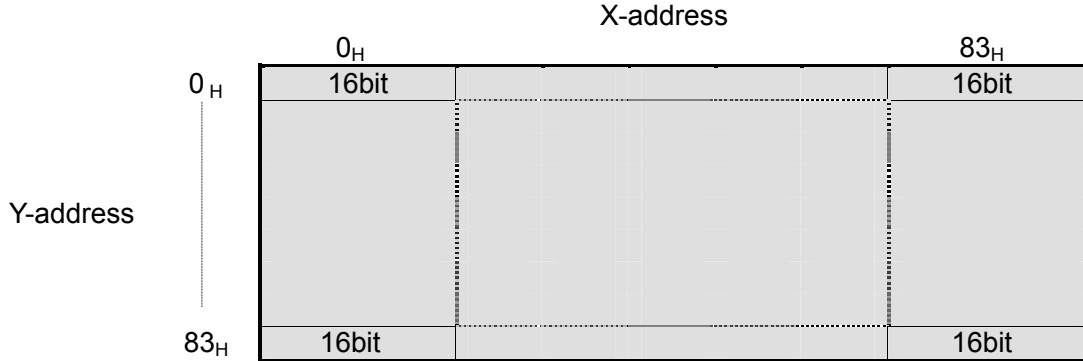 X-address
0H 83H
0 H 16bit 16bit
Y-address
83H 16bit 16bit